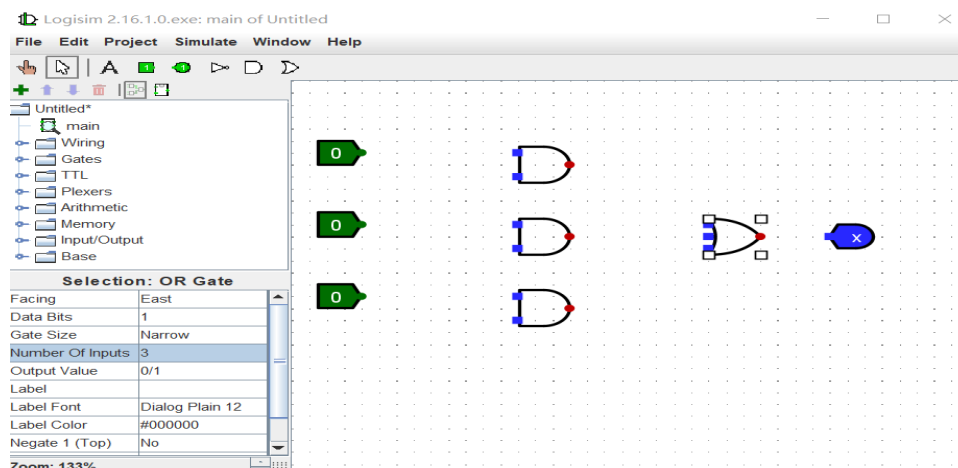 Logisim 2.16.1.0.exe: main of Untitled
File Edit Project Simulate Window Help
A 1 1
Untitled*
main
Wiring
Gates
TTL
Plexers
Arithmetic
Memory
Input/Output
Base
Selection: OR Gate
Facing East
Data Bits 1
Gate Size Narrow
Number Of Inputs 3
Output Value 0/1
Label
Label Font Dialog Plain 12
Label Color #000000
Negate 1 (Top) No
Zoom: 133%
0
0
x
0